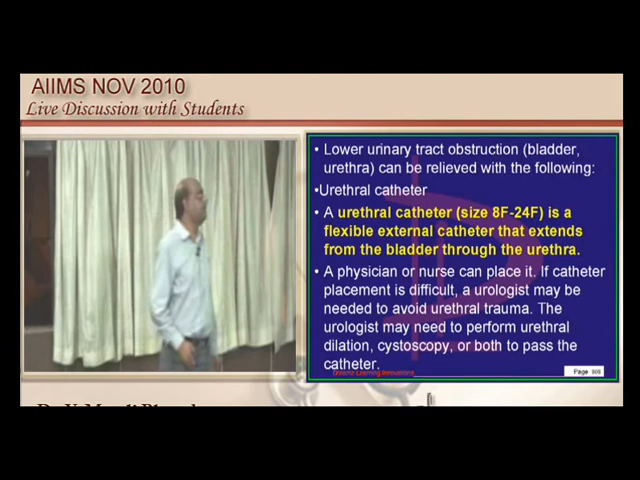 AIIMS NOV 2010
Live Discussion with Students
• Lower urinary tract obstruction (bladder,
urethra) can be relieved with the following:
•Urethral catheter
• A urethral catheter (size 8F-24F) is a
flexible external catheter that extends
from the bladder through the urethra.
• A physician or nurse can place it. If catheter
placement is difficult, a urologist may be
needed to avoid urethral trauma. The
urologist may need to perform urethral
dilation, cystoscopy, or both to pass the
catheter.
Learning Innovations
Page